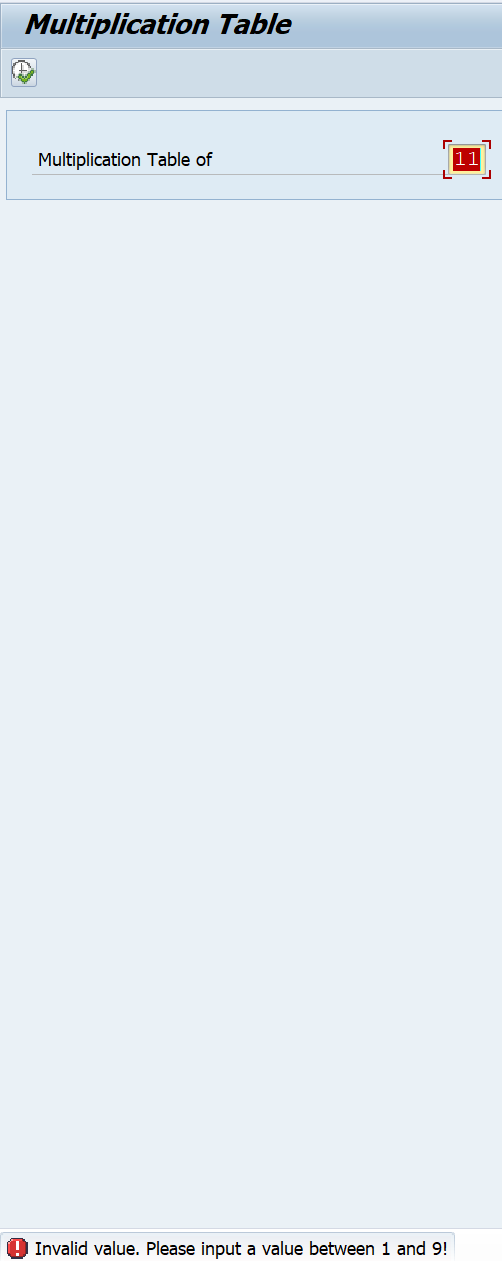 Multiplication Table
Multiplication Table of 11
Invalid value. Please input a value between 1 and 9!